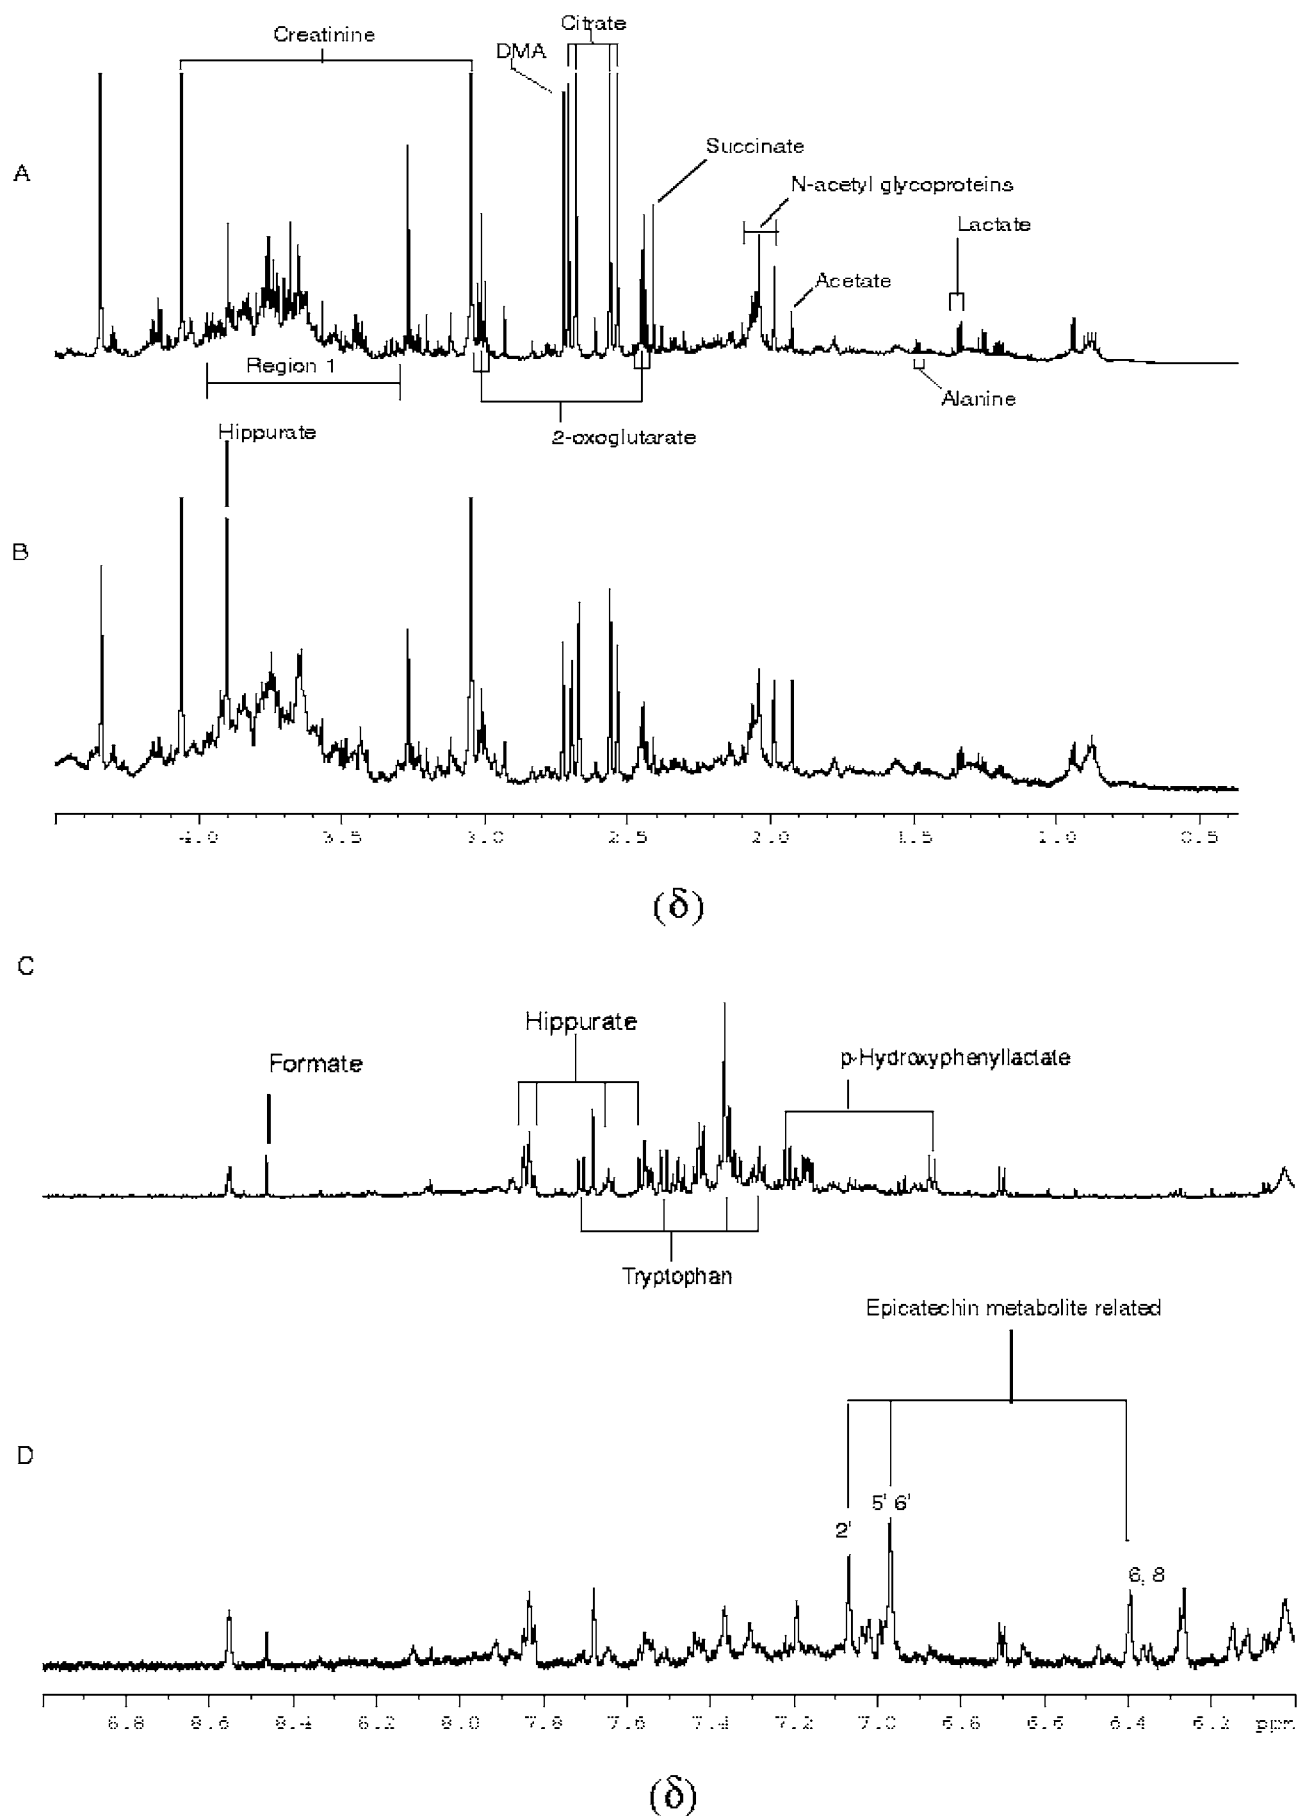 Citrate
Creatinine
DMA
Succinate
A
N-acetyl glycoproteins
Lactate
Acetate
Region 1
Alanine
Hippurate
2-oxoglutarate
B
4.0 3.5 3.0 2.5 2.0 1.5 1.0 0.5
(δ)
C
Hippurate
Formate
p-Hydroxyphenyllactate
Tryptophan
Epicatechin metabolite related
D
5' 6'
2'
6, 8
8.8 8.6 8.4 8.2 8.0 7.8 7.6 7.4 7.2 7.0 6.8 6.6 6.4 6.2 ppm
(δ)